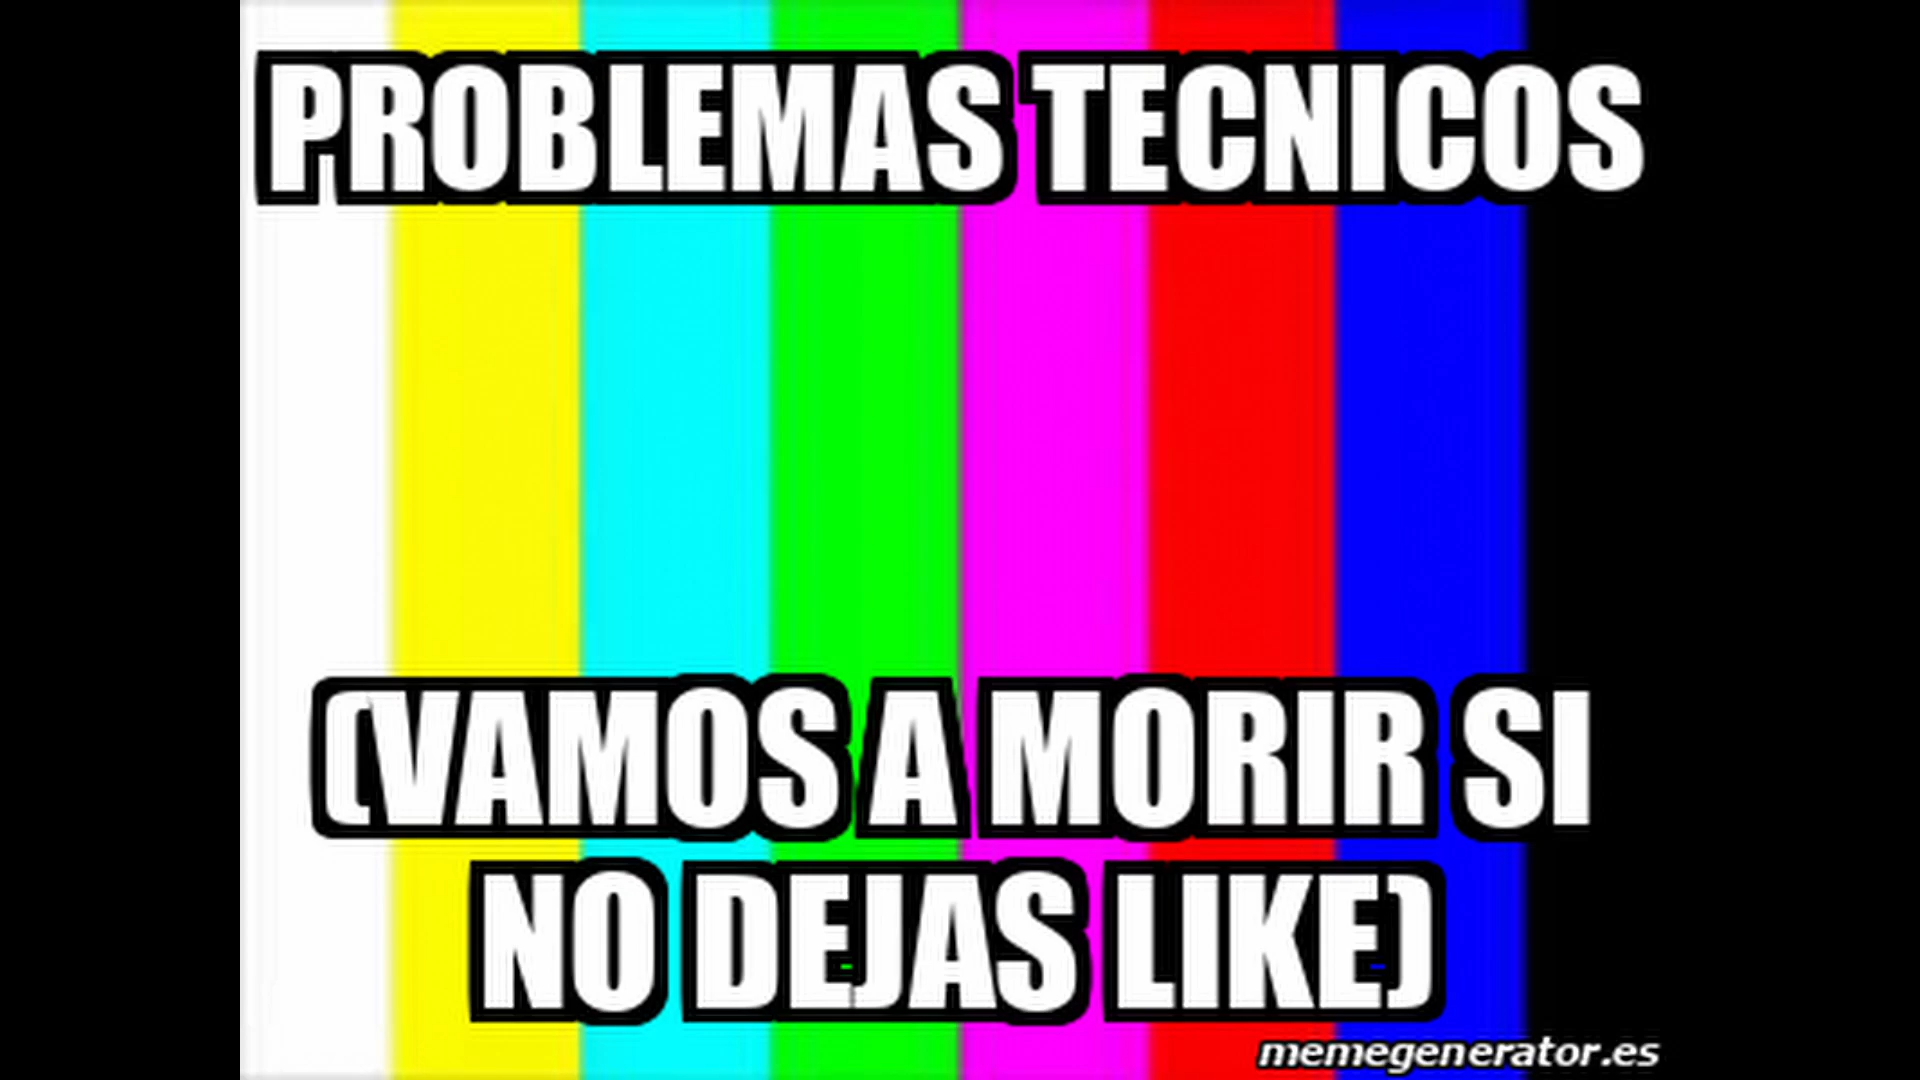 PROBLEMAS TECNICOS
(VAMOS A MORIR SI
NO DEJAS LIKE)
memegenerator.es